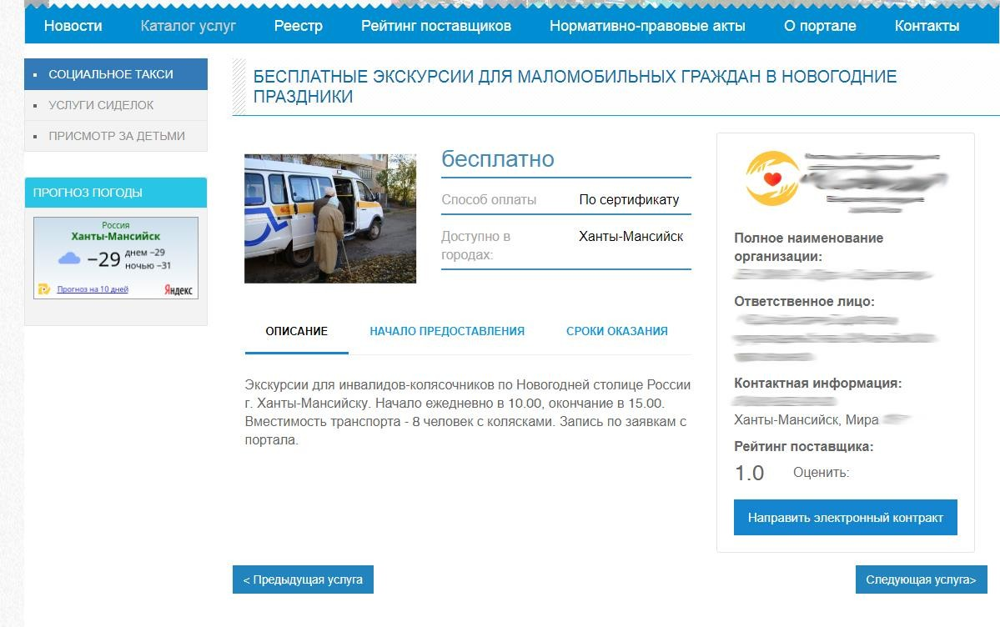 Новости Каталог услуг Реестр Рейтинг поставщиков Нормативно-правовые акты О портале Контакты
СОЦИАЛЬНОЕ ТАКСИ
УСЛУГИ СИДЕЛОК
ПРИСМОТР ЗА ДЕТЬМИ
ПРОГНОЗ ПОГОДЫ
Россия
Ханты-Мансийск
−29 днем −29
ночью −31
Прогноз на 10 дней Яндекс
БЕСПЛАТНЫЕ ЭКСКУРСИИ ДЛЯ МАЛОМОБИЛЬНЫХ ГРАЖДАН В НОВОГОДНИЕ
ПРАЗДНИКИ
бесплатно
Способ оплаты По сертификату
Доступно в Ханты-Мансийск
городах:
ОПИСАНИЕ НАЧАЛО ПРЕДОСТАВЛЕНИЯ СРОКИ ОКАЗАНИЯ
Экскурсии для инвалидов-колясочников по Новогодней столице России
г. Ханты-Мансийску. Начало ежедневно в 10.00, окончание в 15.00.
Вместимость транспорта - 8 человек с колясками. Запись по заявкам с
портала.
Полное наименование
организации:
Ответственное лицо:
Контактная информация:
Ханты-Мансийск, Мира
Рейтинг поставщика:
1.0 Оценить:
Направить электронный контракт
< Предыдущая услуга Следующая услуга>